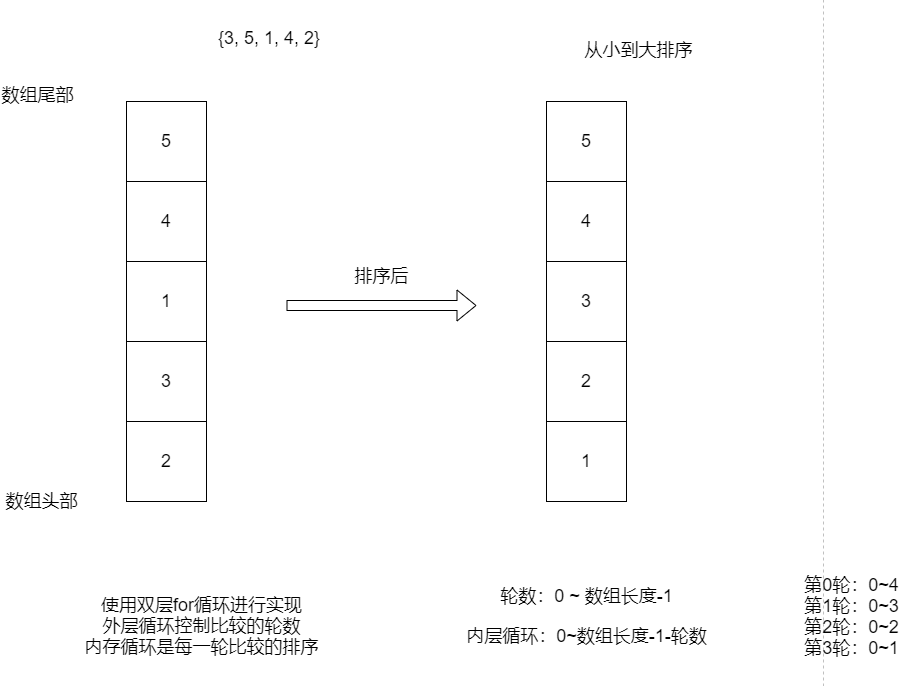 {3, 5, 1, 4, 2}
从小到大排序
数组尾部
5
4
1
3
2
数组头部
排序后
5
4
3
2
1
使用双层for循环进行实现
外层循环控制比较的轮数
内存循环是每一轮比较的排序
轮数：0 ~ 数组长度-1
内层循环：0~数组长度-1-轮数
第0轮：0~4
第1轮：0~3
第2轮：0~2
第3轮：0~1